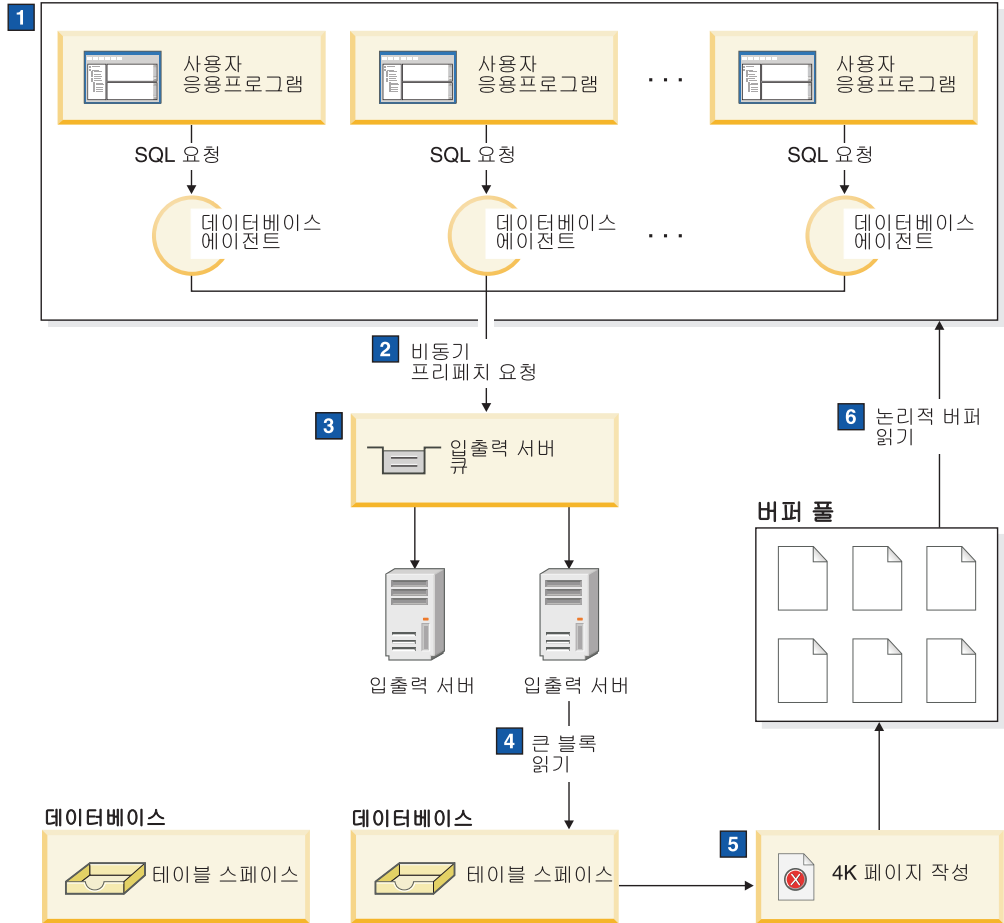 1
사용자
응용프로그램
사용자
응용프로그램
. . .
사용자
응용프로그램
SQL 요청
SQL 요청
SQL 요청
데이터베이스
에이전트
데이터베이스
에이전트
. . .
데이터베이스
에이전트
2
비동기
프리페치 요청
3
입출력 서버
큐
6
논리적 버퍼
읽기
버퍼 풀
입출력 서버
입출력 서버
4
큰 블록
읽기
데이터베이스
테이블 스페이스
데이터베이스
테이블 스페이스
5
4K 페이지 작성